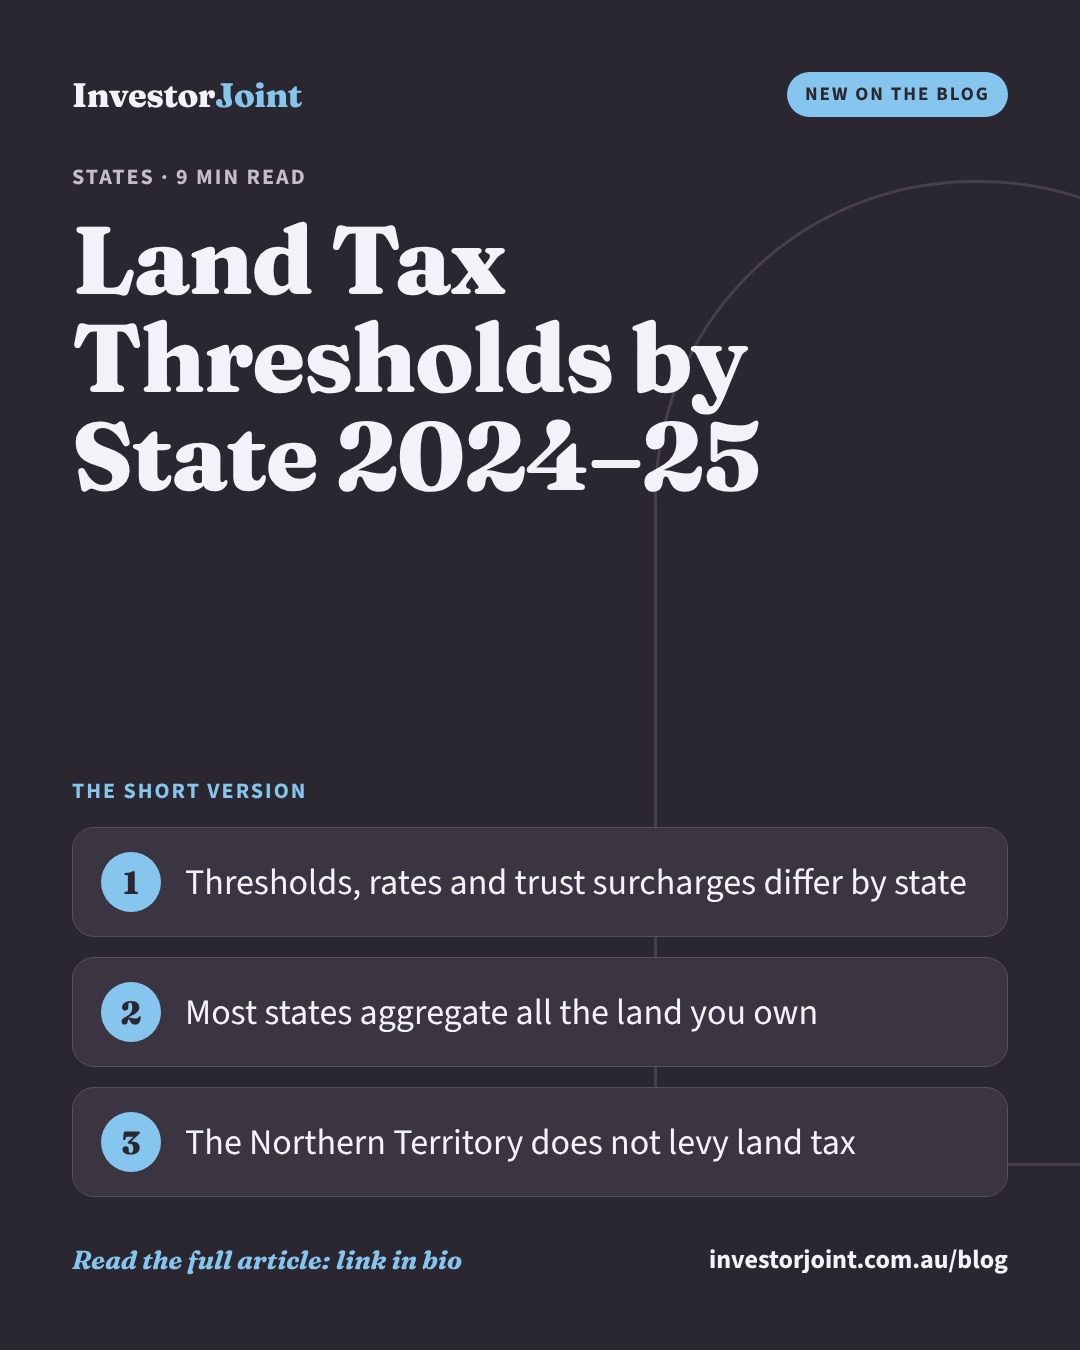 InvestorJoint
NEW ON THE BLOG
STATES · 9 MIN READ
Land Tax
Thresholds by
State 2024–25
THE SHORT VERSION
1 Thresholds, rates and trust surcharges differ by state
2 Most states aggregate all the land you own
3 The Northern Territory does not levy land tax
Read the full article: link in bio
investorjoint.com.au/blog